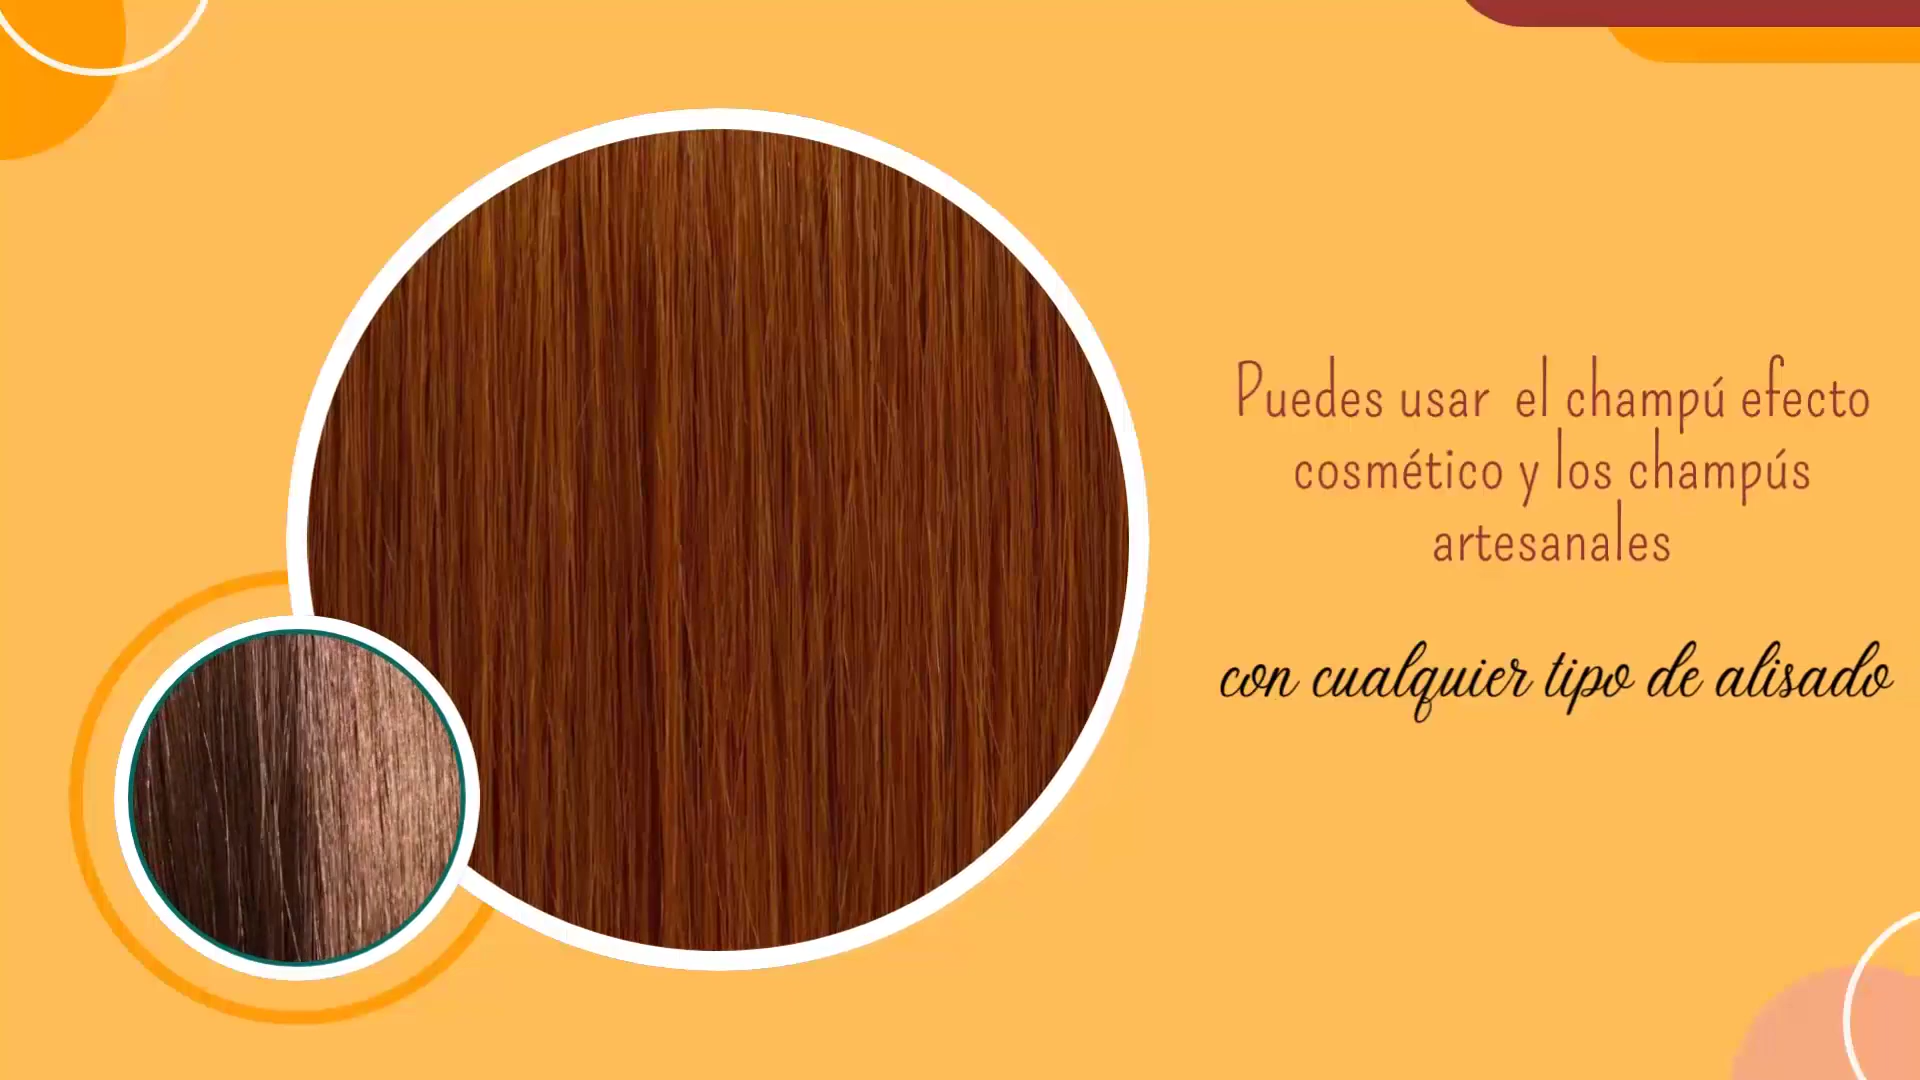 Puedes usar el champú efecto
cosmético y los champús
artesanales
con cualquier tipo de alisado